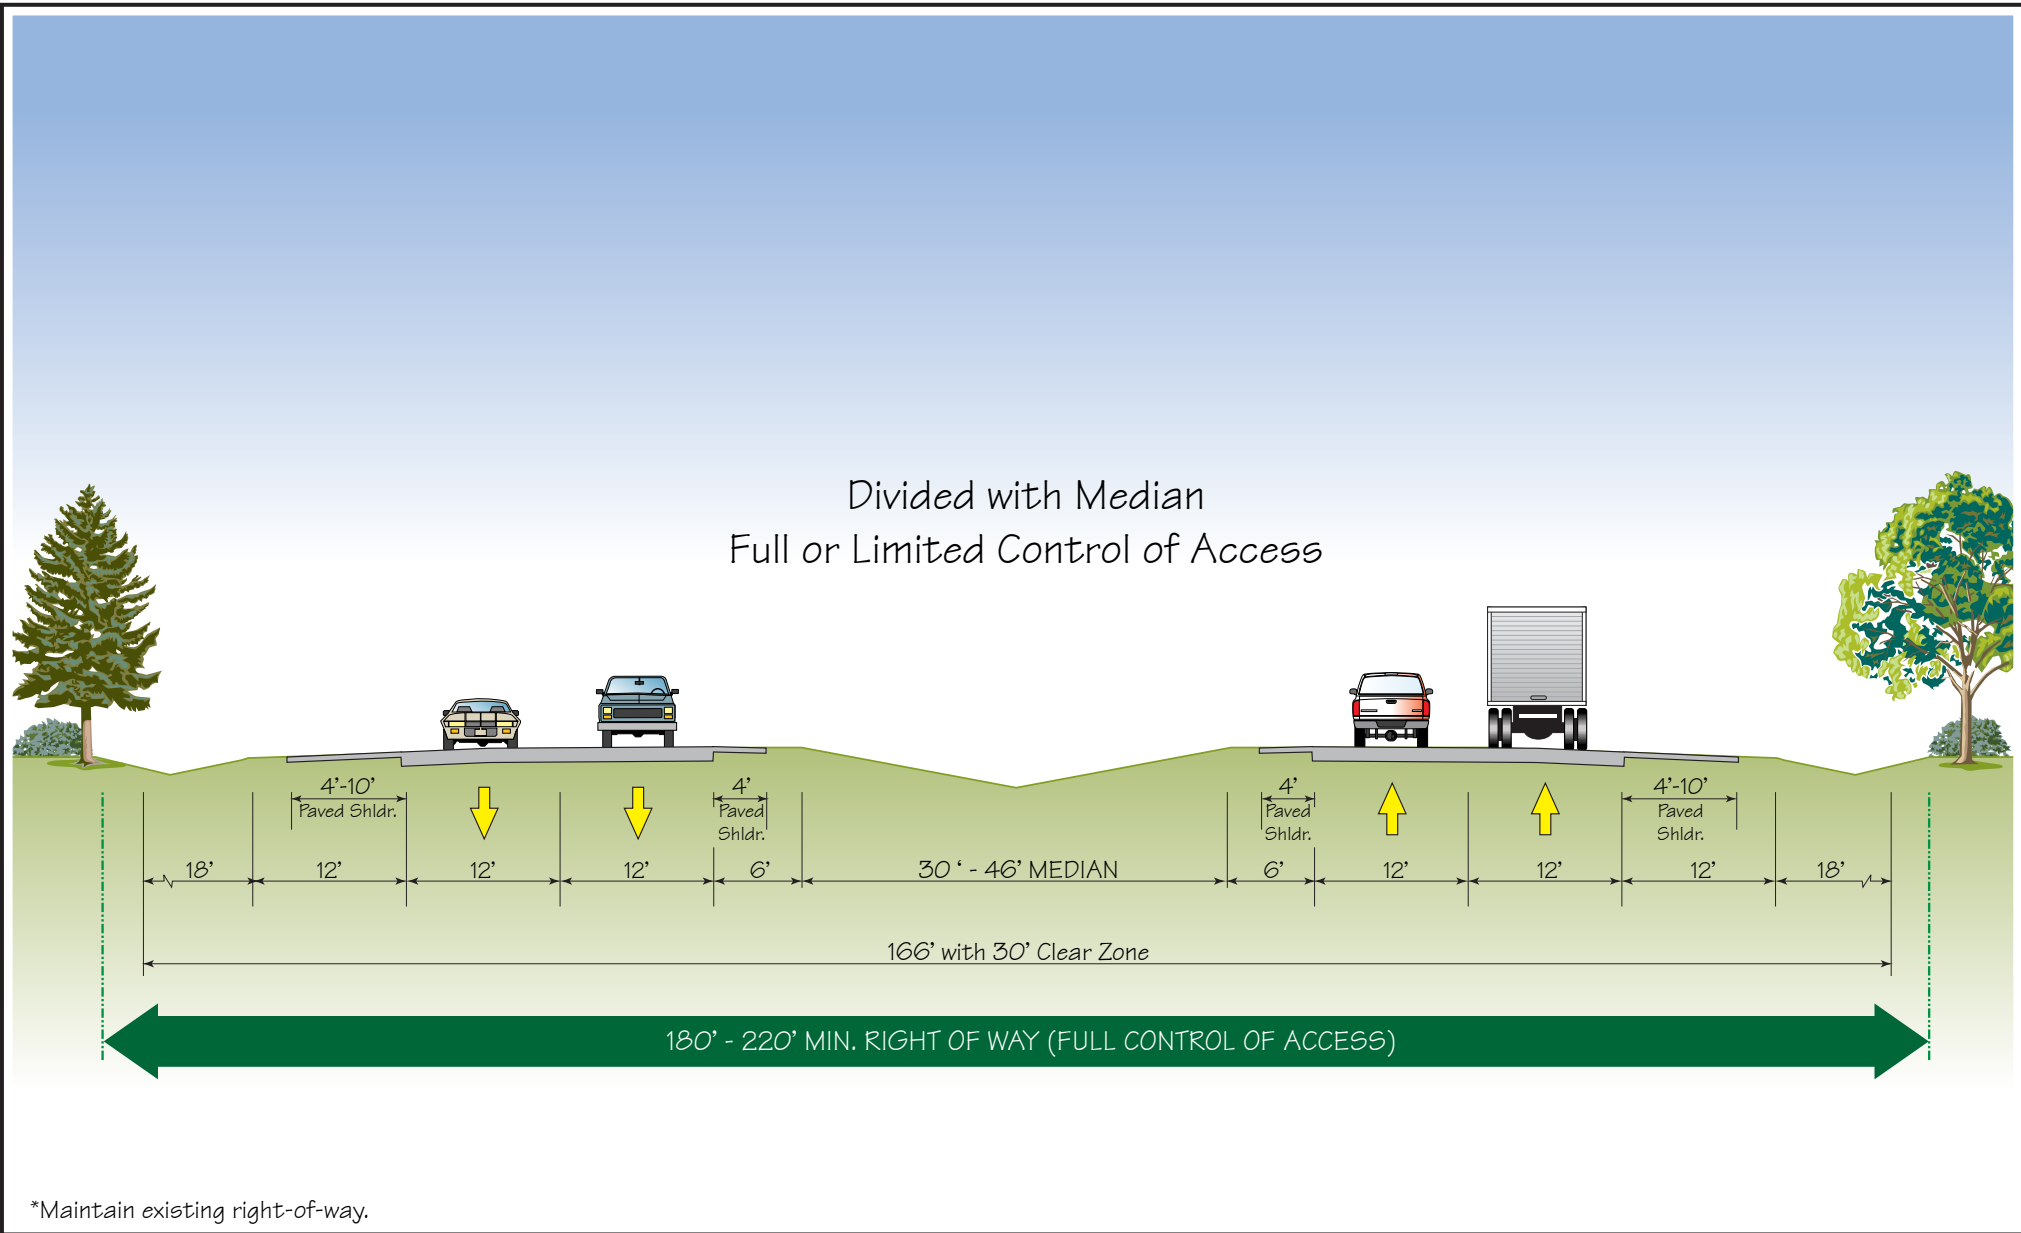 Divided with Median
Full or Limited Control of Access
4'-10'
Paved Shldr.
4'
Paved
Shldr.
4'
Paved
Shldr.
4'-10'
Paved
Shldr.
18'
12'
12'
12'
6'
30 ‘ - 46’ MEDIAN
6'
12'
12'
12'
18'
166’ with 30’ Clear Zone
180’ - 220’ MIN. RIGHT OF WAY (FULL CONTROL OF ACCESS)
*Maintain existing right-of-way.